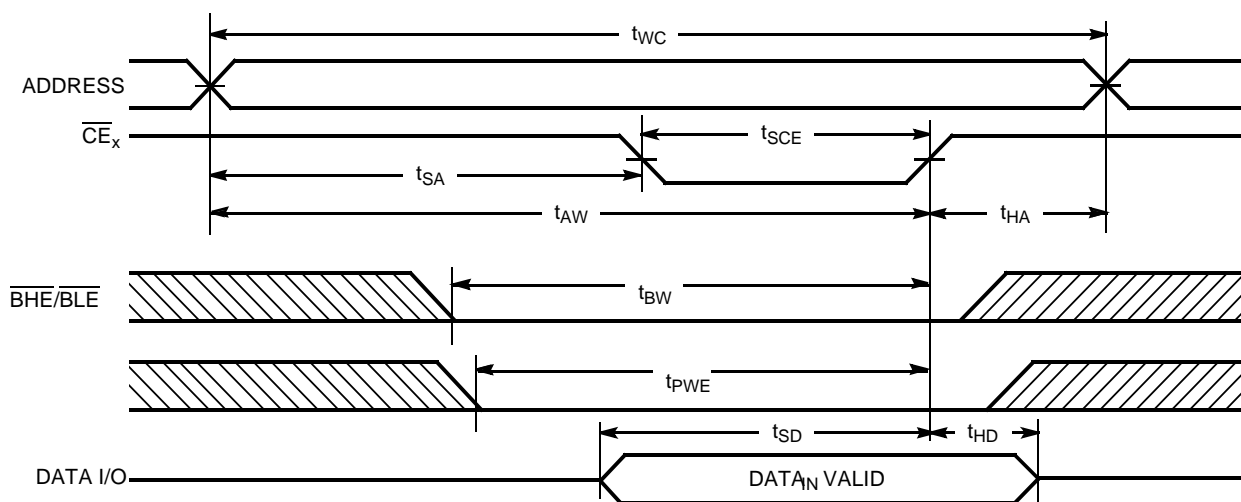 tWC
ADDRESS
CEx
tSCE
tSA
tAW
tHA
BHE/BLE
tBW
tPWE
tSD
tHD
DATA I/O
DATAIN VALID